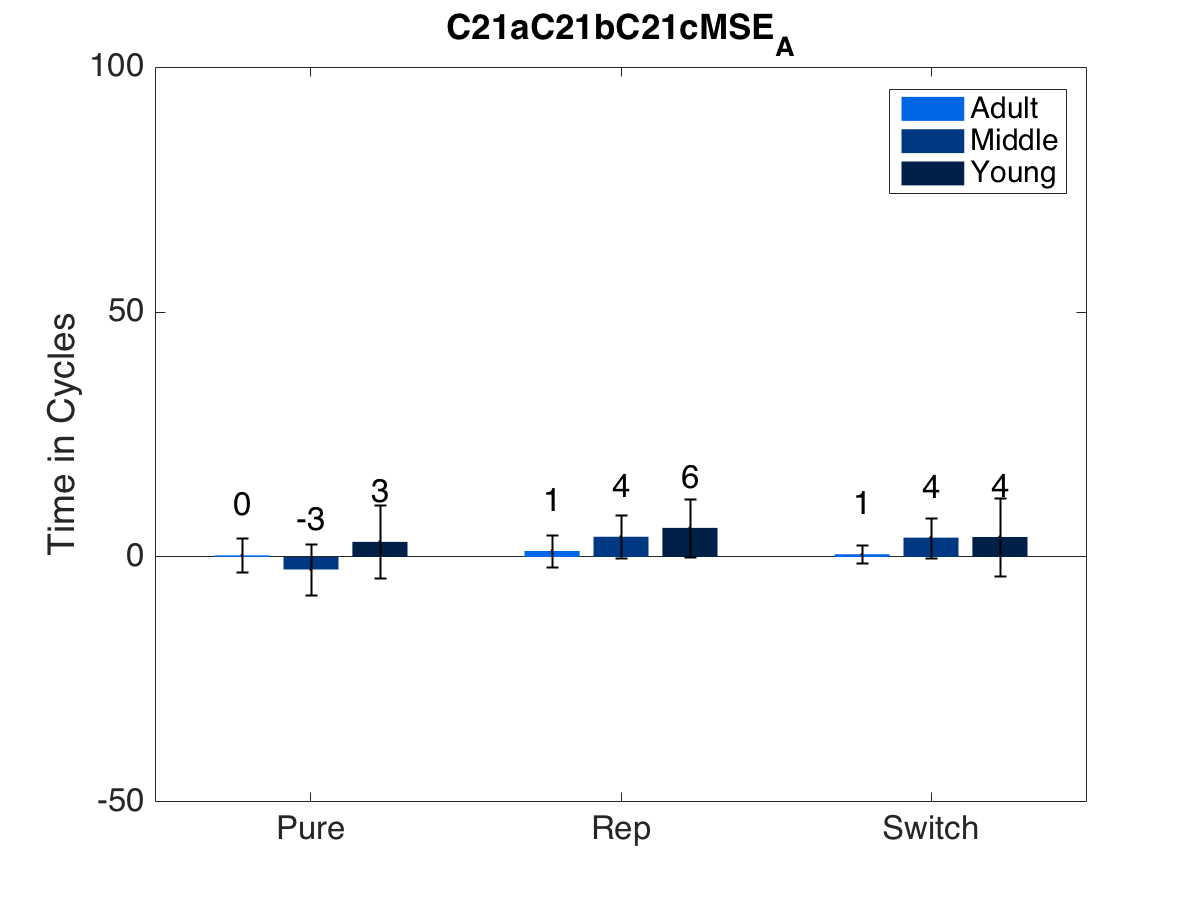 C21aC21bC21cMSE_A
100
50
0
-50
Time in Cycles
Adult
Middle
Young
0
-3
3
1
4
6
1
4
4
Pure
Rep
Switch